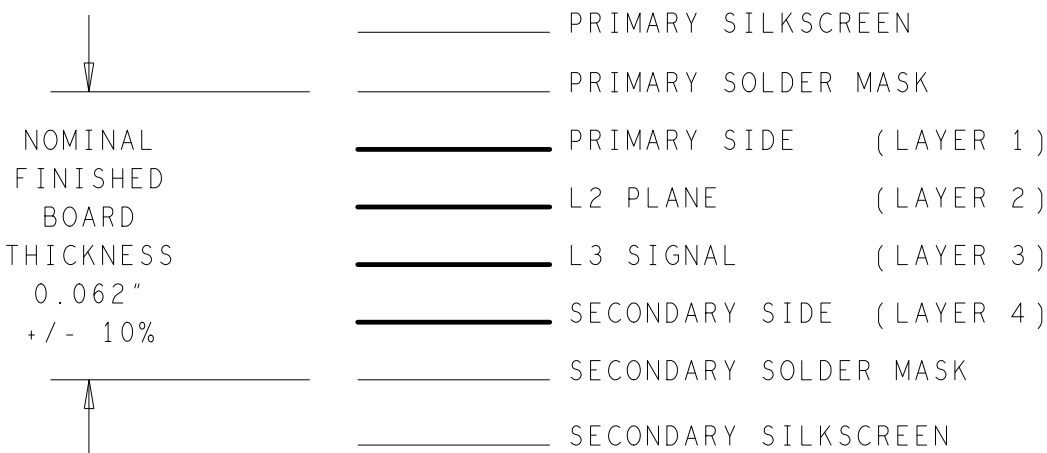 PRIMARY SILKSCREEN
PRIMARY SOLDER MASK
NOMINAL
FINISHED
BOARD
THICKNESS
0.062"
+/- 10%
PRIMARY SIDE (LAYER 1)
L2 PLANE (LAYER 2)
L3 SIGNAL (LAYER 3)
SECONDARY SIDE (LAYER 4)
SECONDARY SOLDER MASK
SECONDARY SILKSCREEN